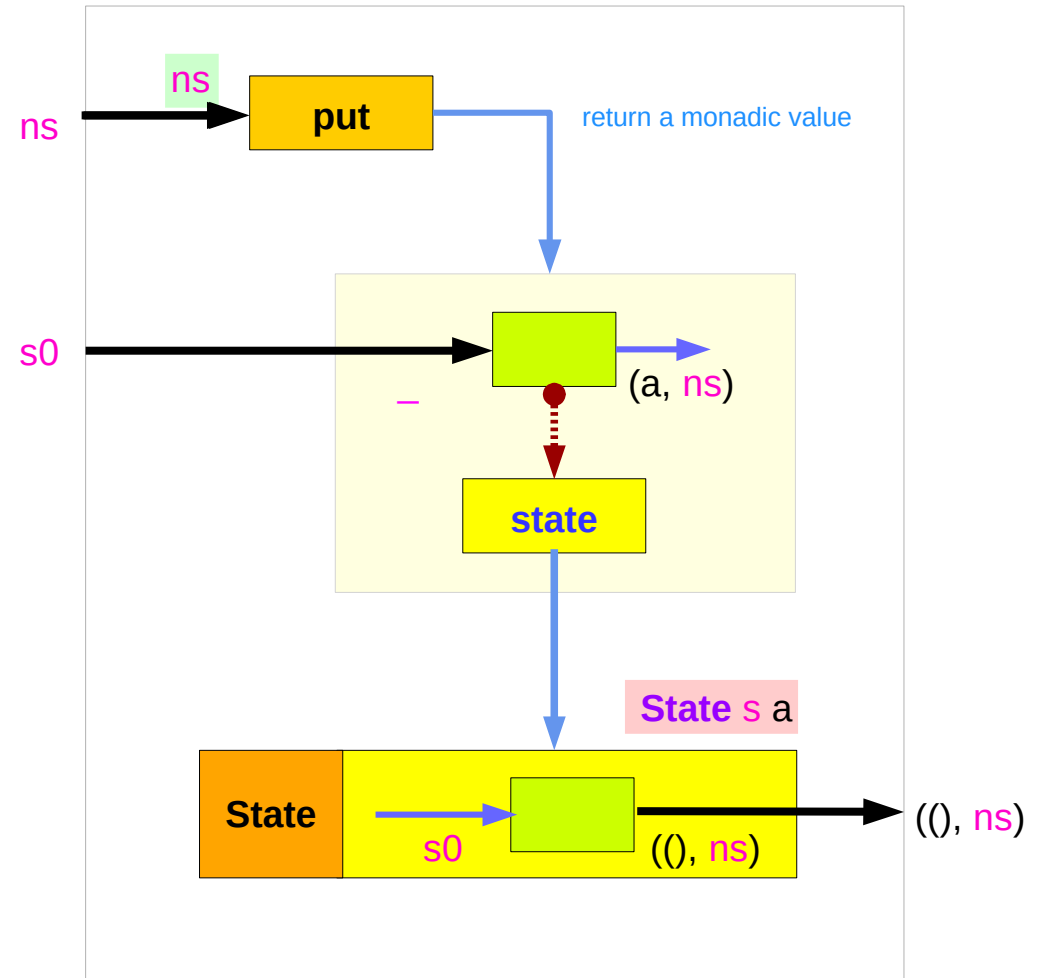 ns
ns
put
return a monadic value
s0
_
(a, ns)
state
State s a
State
s0
((), ns)
((), ns)